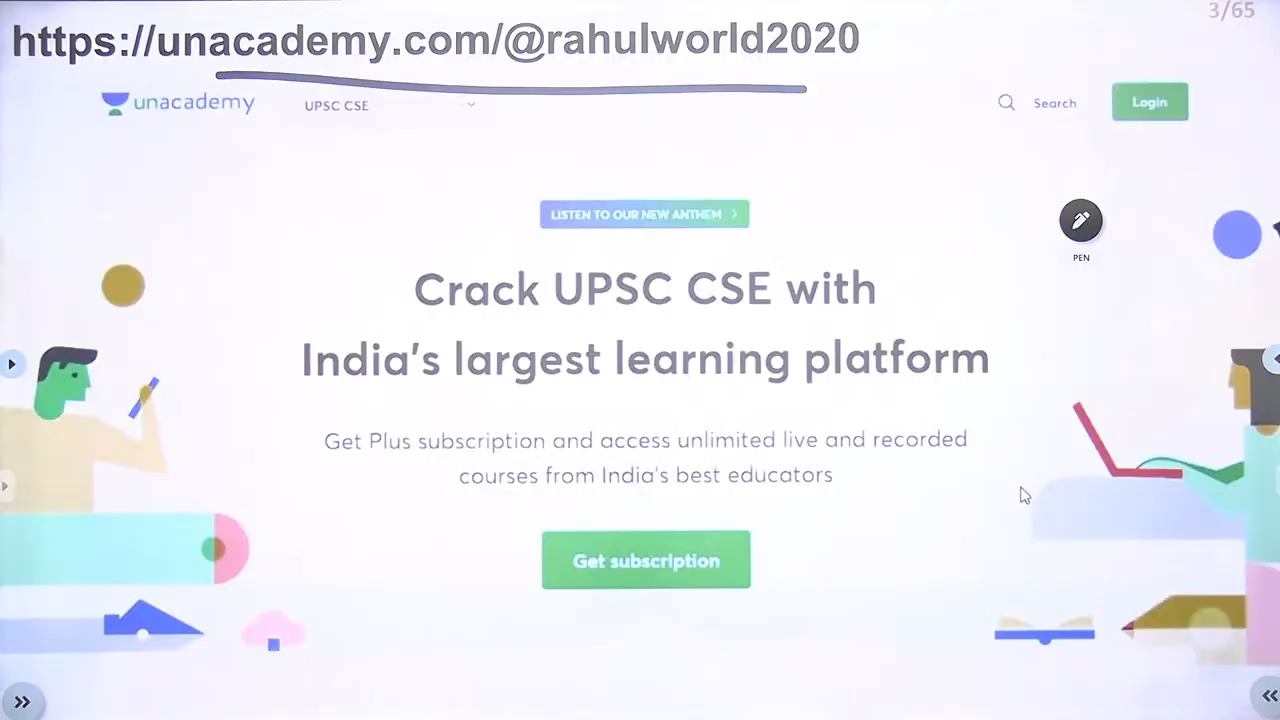 https://unacademy.com/@rahulworld2020
3/65
unacademy
UPSC CSE
Search
Login
LISTEN TO OUR NEW ANTHEM
PEN
Crack UPSC CSE with
India's largest learning platform
Get Plus subscription and access unlimited live and recorded
courses from India's best educators
Get subscription